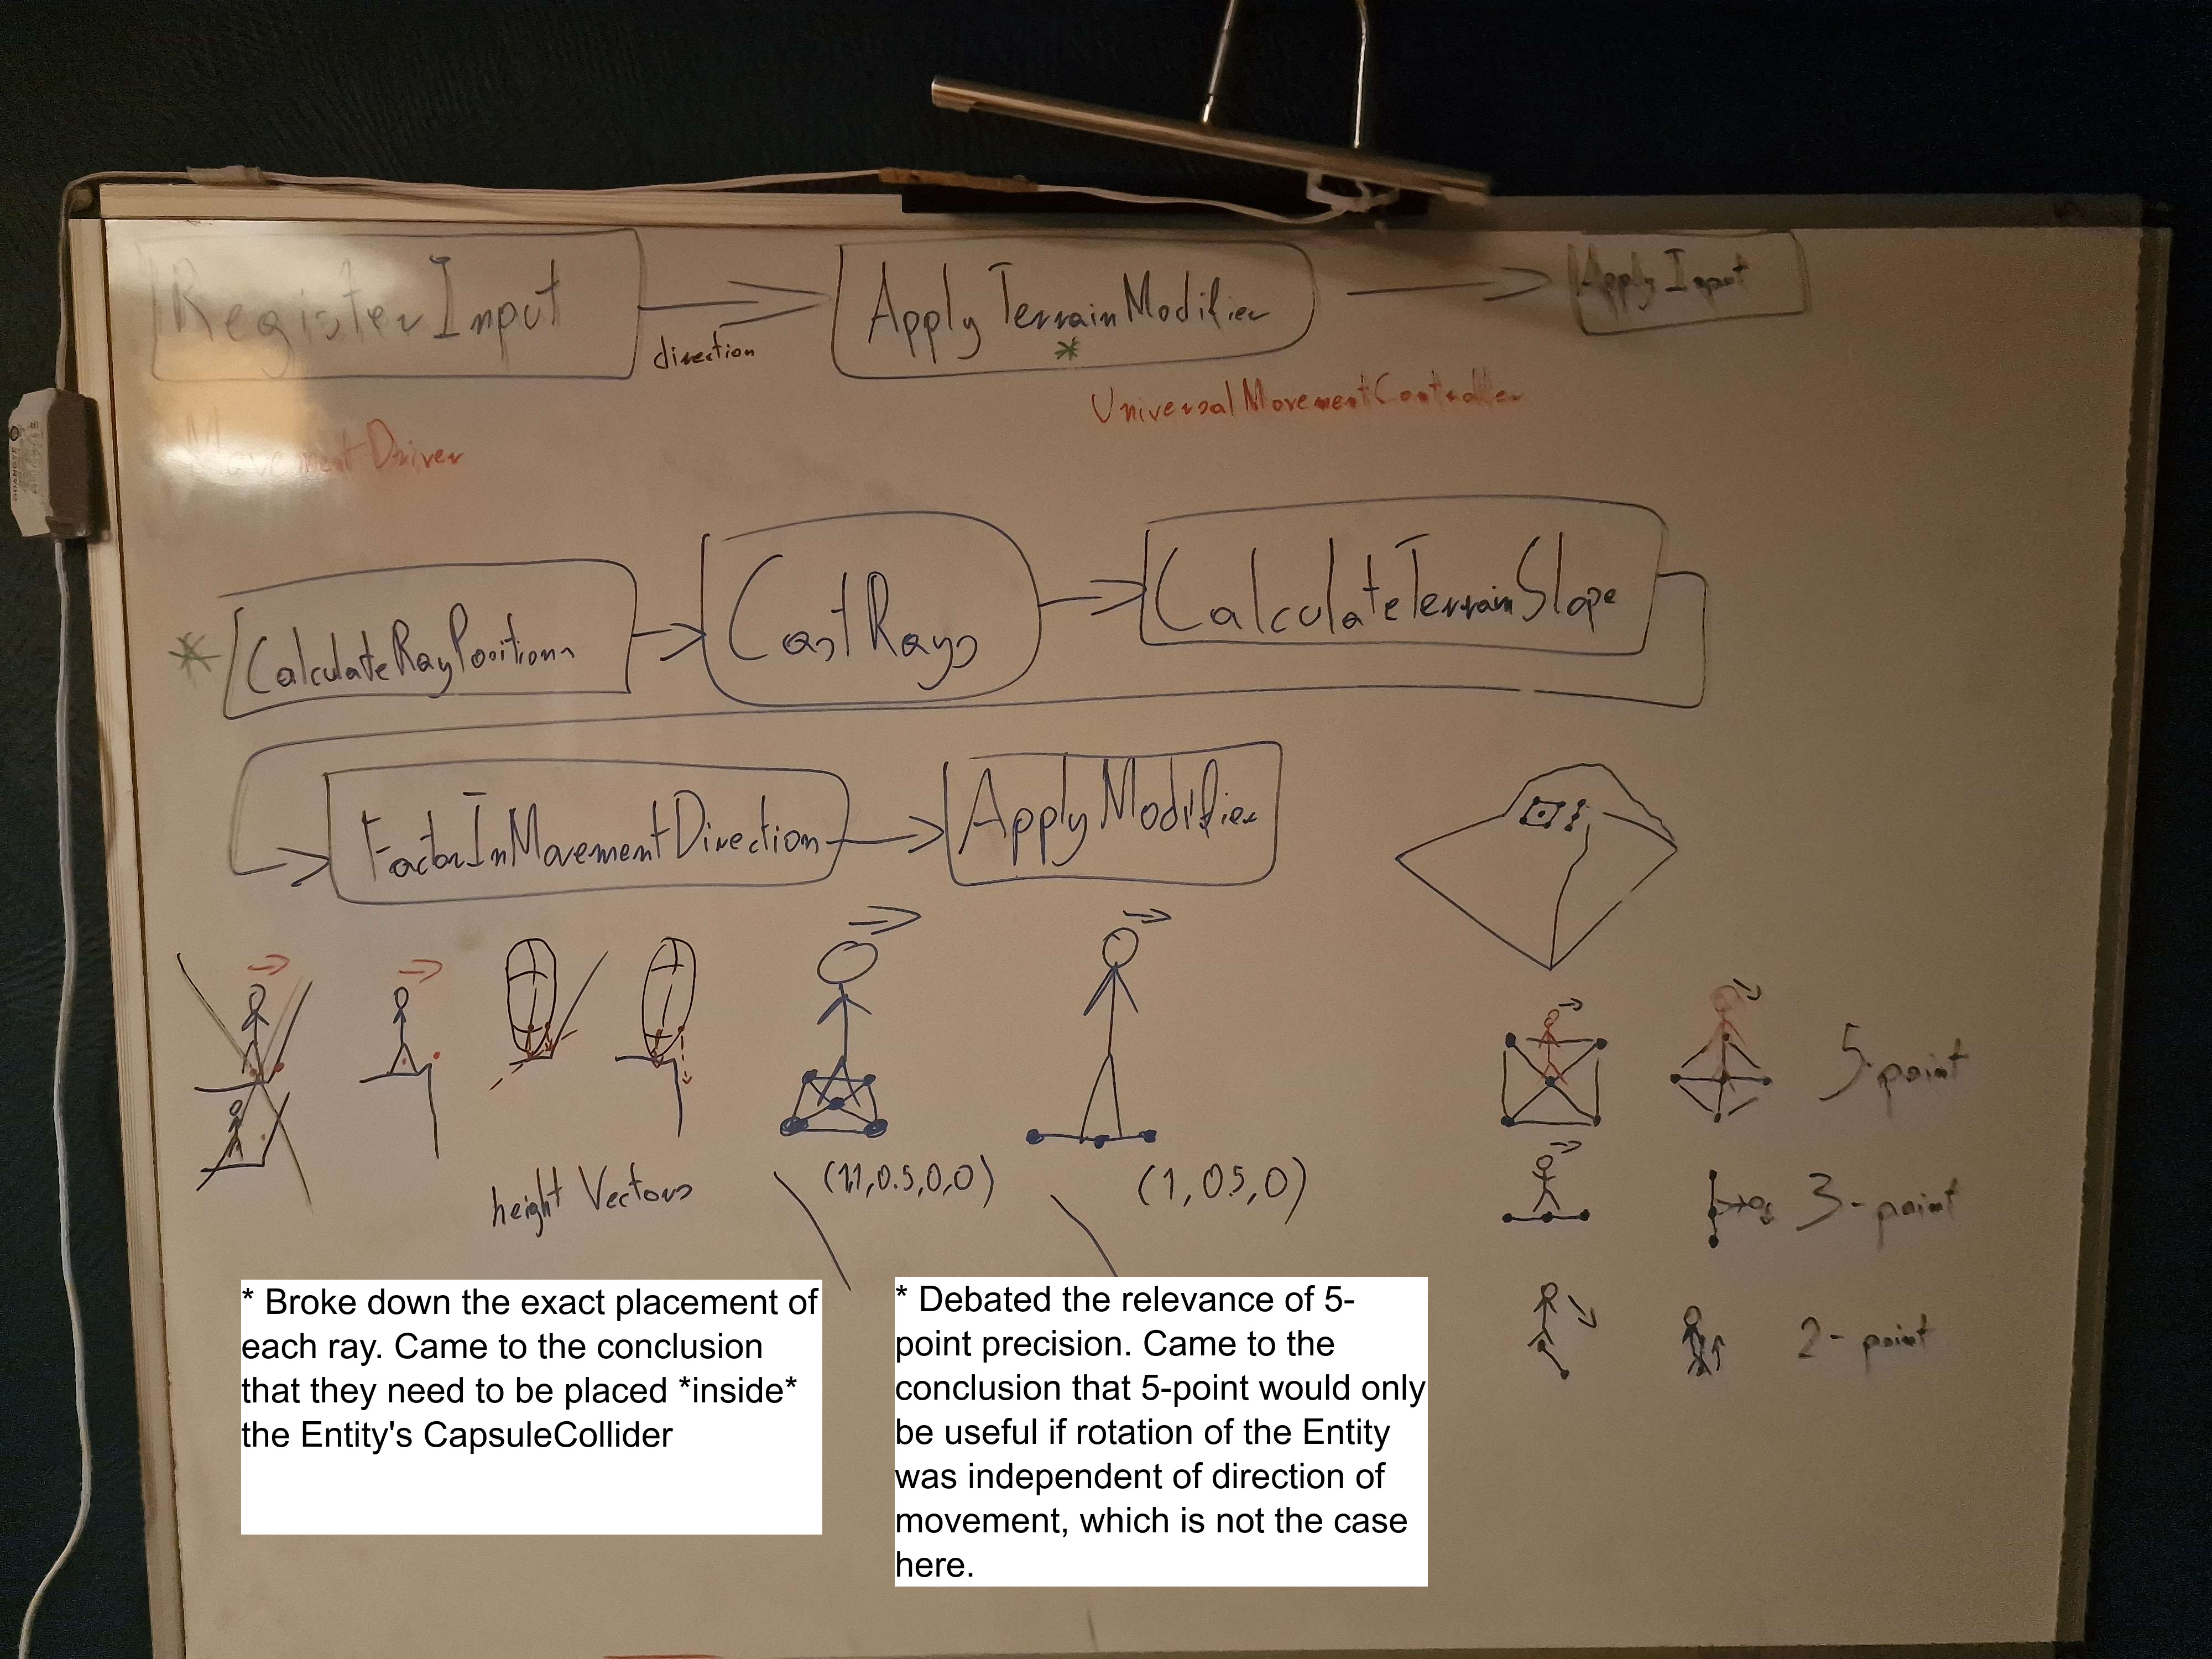 RegisterInput
direction
ApplyTerrainModifier
*
ApplyInput
UniversalMovementController
MovementDriver
*
CalculateRayPositions
CastRays
CalculateTerrainSlope
FactorInMovementDirection
ApplyModifier
5-point
3-point
2-point
height Vectors
(1,1,0.5,0,0)
(1,0.5,0)
* Broke down the exact placement of
each ray. Came to the conclusion
that they need to be placed *inside*
the Entity's CapsuleCollider
* Debated the relevance of 5-
point precision. Came to the
conclusion that 5-point would only
be useful if rotation of the Entity
was independent of direction of
movement, which is not the case
here.